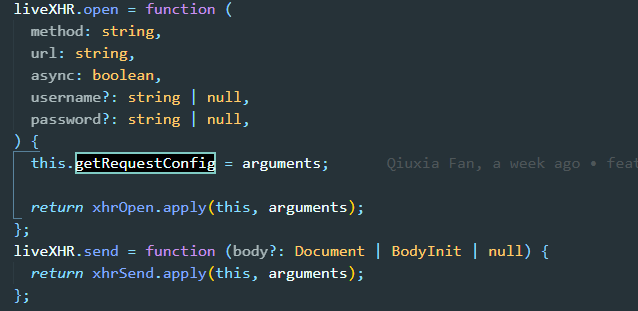 liveXHR.open = function (
method: string,
url: string,
async: boolean,
username?: string | null,
password?: string | null,
) {
this.getRequestConfig = arguments; Qiuxia Fan, a week ago • feat
return xhrOpen.apply(this, arguments);
};
liveXHR.send = function (body?: Document | BodyInit | null) {
return xhrSend.apply(this, arguments);
};